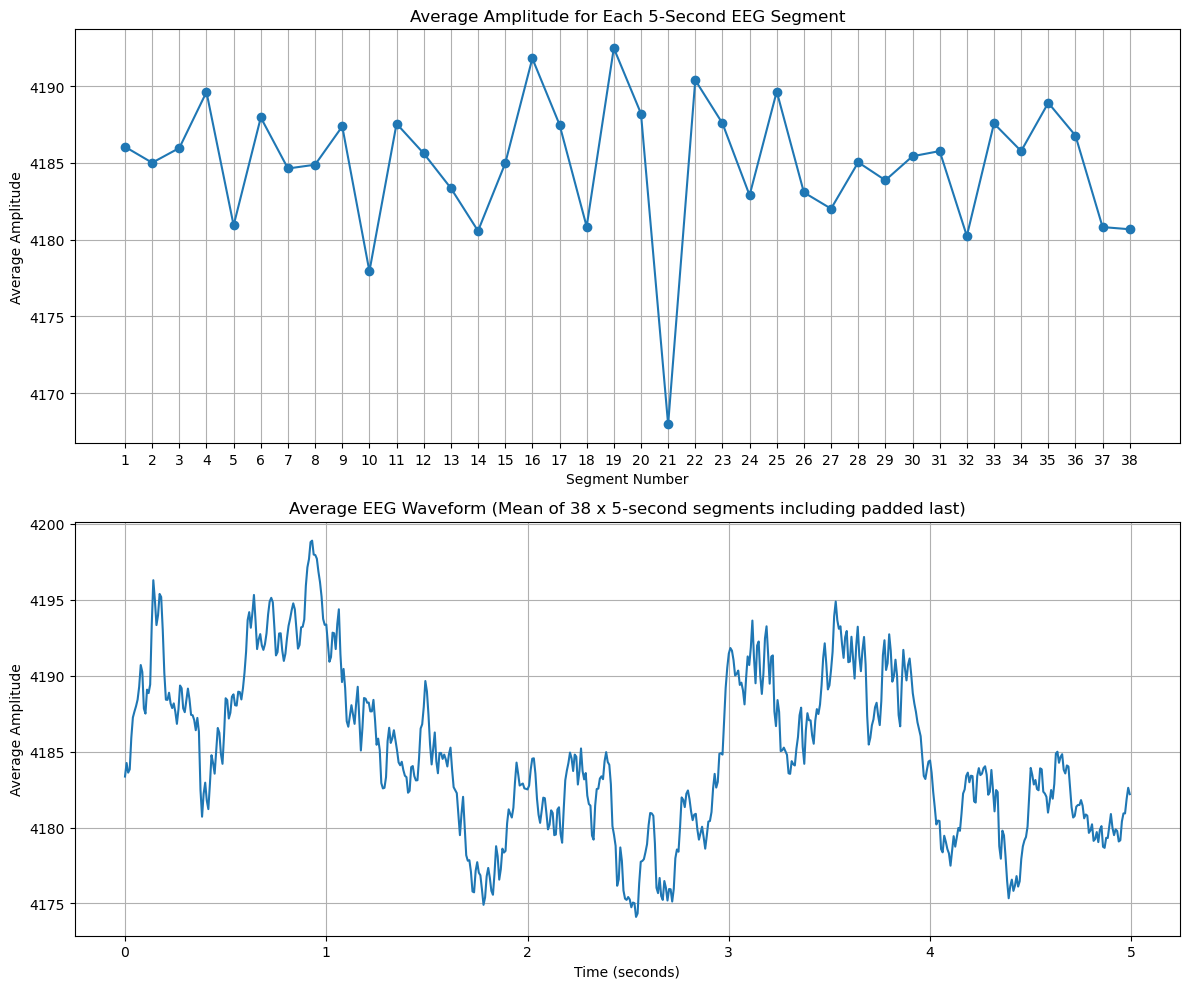 Average Amplitude for Each 5-Second EEG Segment
4190
4185
4180
4175
4170
Average Amplitude
1 2 3 4 5 6 7 8 9 10 11 12 13 14 15 16 17 18 19 20 21 22 23 24 25 26 27 28 29 30 31 32 33 34 35 36 37 38
Segment Number
Average EEG Waveform (Mean of 38 x 5-second segments including padded last)
4200
4195
4190
4185
4180
4175
Average Amplitude
0 1 2 3 4 5
Time (seconds)